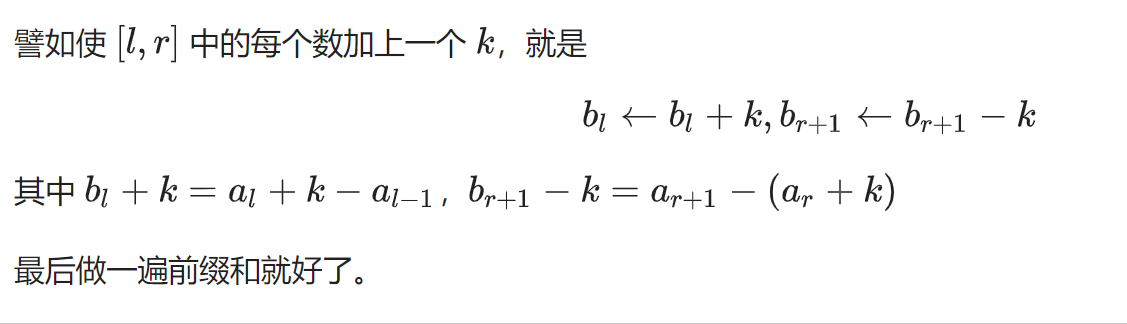 譬如使 $[l, r]$ 中的每个数加上一个 $k$，就是
$b_l \leftarrow b_l + k, b_{r+1} \leftarrow b_{r+1} - k$
其中 $b_l + k = a_l + k - a_{l-1}$，$b_{r+1} - k = a_{r+1} - (a_r + k)$
最后做一遍前缀和就好了。